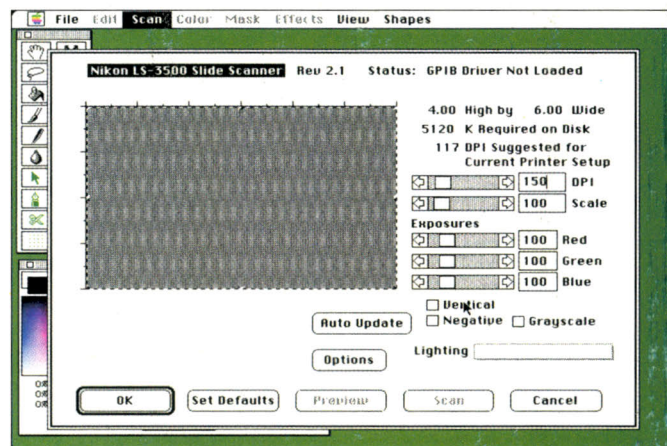 File Edit Scan Color Mask Effects View Shapes
Nikon LS-3500 Slide Scanner Rev 2.1 Status: GPIB Driver Not Loaded
4.00 High by 6.00 Wide
5120 K Required on Disk
117 DPI Suggested for
Current Printer Setup
150 DPI
100 Scale
Exposures
100 Red
100 Green
100 Blue
Vertical
Negative Grayscale
Auto Update
Lighting
Options
OK Set Defaults Preview Scan Cancel